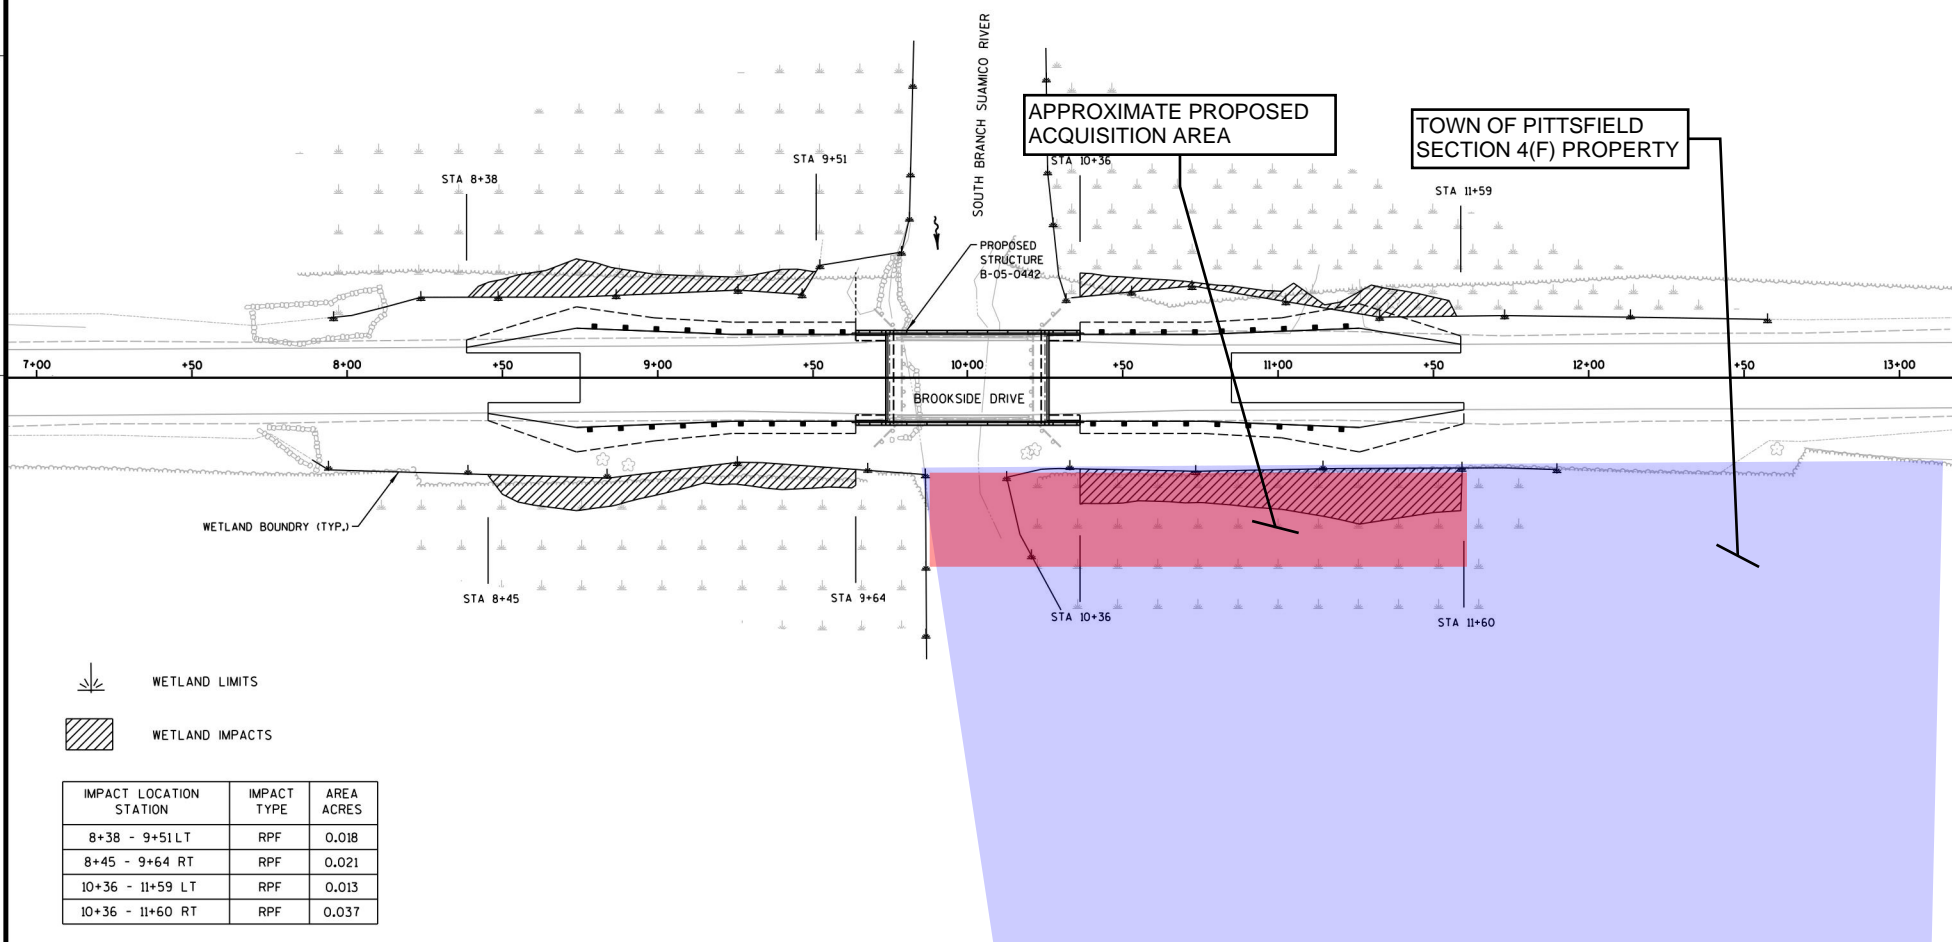 SOUTH BRANCH SUAMICO RIVER
APPROXIMATE PROPOSED
ACQUISITION AREA
TOWN OF PITTSFIELD
SECTION 4(F) PROPERTY
STA 8+38
STA 9+51
STA 10+36
STA 11+59
PROPOSED
STRUCTURE
B-05-0442
7+00 +50 8+00 +50 9+00 +50 10+00 +50 11+00 +50 12+00 +50 13+00
BROOKSIDE DRIVE
WETLAND BOUNDRY (TYP.)
STA 8+45
STA 9+64
STA 10+36
STA 11+60
WETLAND LIMITS
WETLAND IMPACTS
IMPACT LOCATION STATION IMPACT TYPE AREA ACRES
8+38 - 9+51 LT RPF 0.018
8+45 - 9+64 RT RPF 0.021
10+36 - 11+59 LT RPF 0.013
10+36 - 11+60 RT RPF 0.037